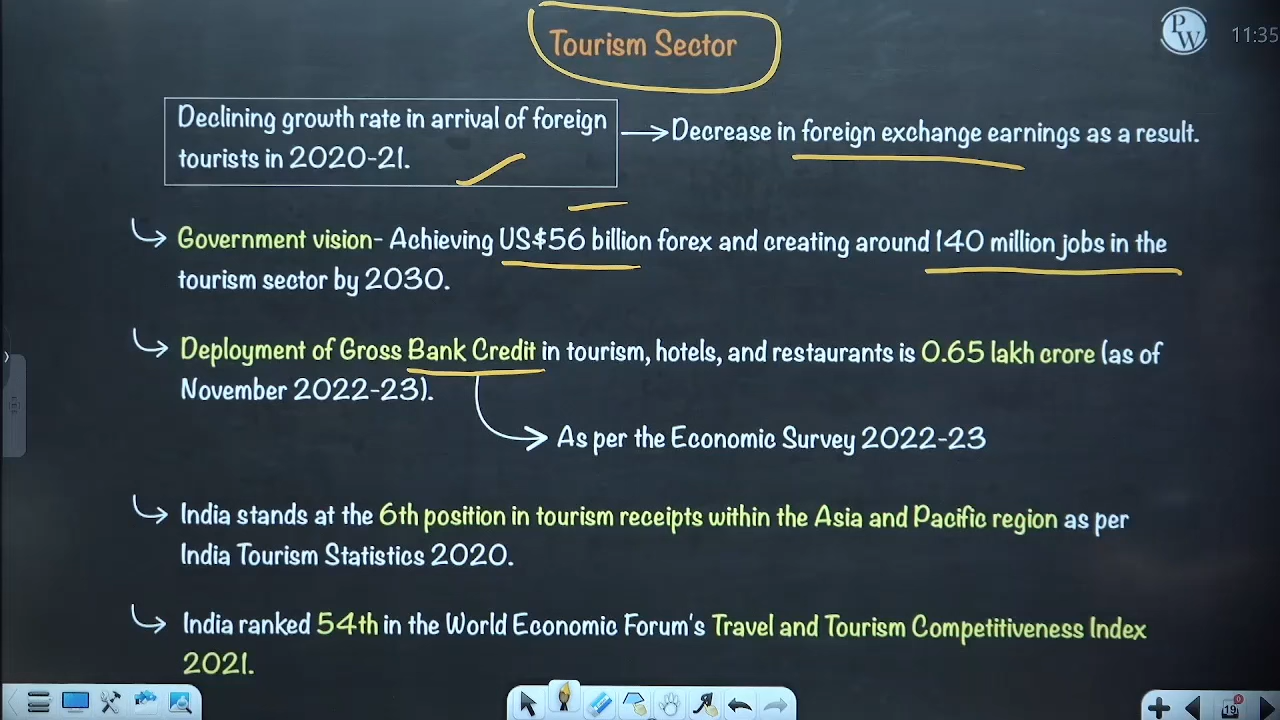 Tourism Sector
PW
11:35
Declining growth rate in arrival of foreign
tourists in 2020-21.
Decrease in foreign exchange earnings as a result.
Government vision- Achieving US$56 billion forex and creating around 140 million jobs in the
tourism sector by 2030.
Deployment of Gross Bank Credit in tourism, hotels, and restaurants is 0.65 lakh crore (as of
November 2022-23).
As per the Economic Survey 2022-23
India stands at the 6th position in tourism receipts within the Asia and Pacific region as per
India Tourism Statistics 2020.
India ranked 54th in the World Economic Forum's Travel and Tourism Competitiveness Index
2021.
19